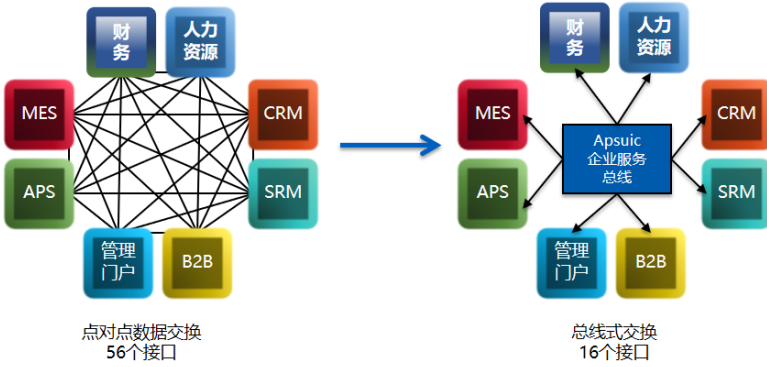 财
务
人力
资源
MES
CRM
APS
SRM
管理
门户
B2B
点对点数据交换
56个接口
财
务
人力
资源
MES
CRM
Apsuic
企业服务
总线
APS
SRM
管理
门户
B2B
总线式交换
16个接口